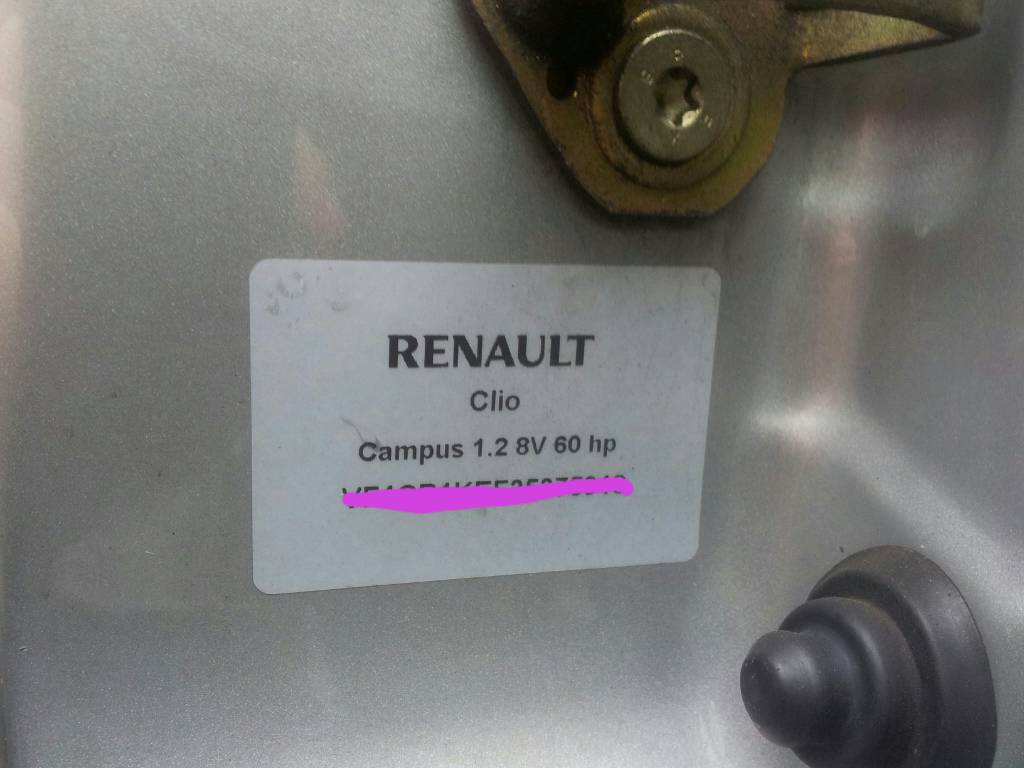 RENAULT
Clio
Campus 1.2 8V 60 hp